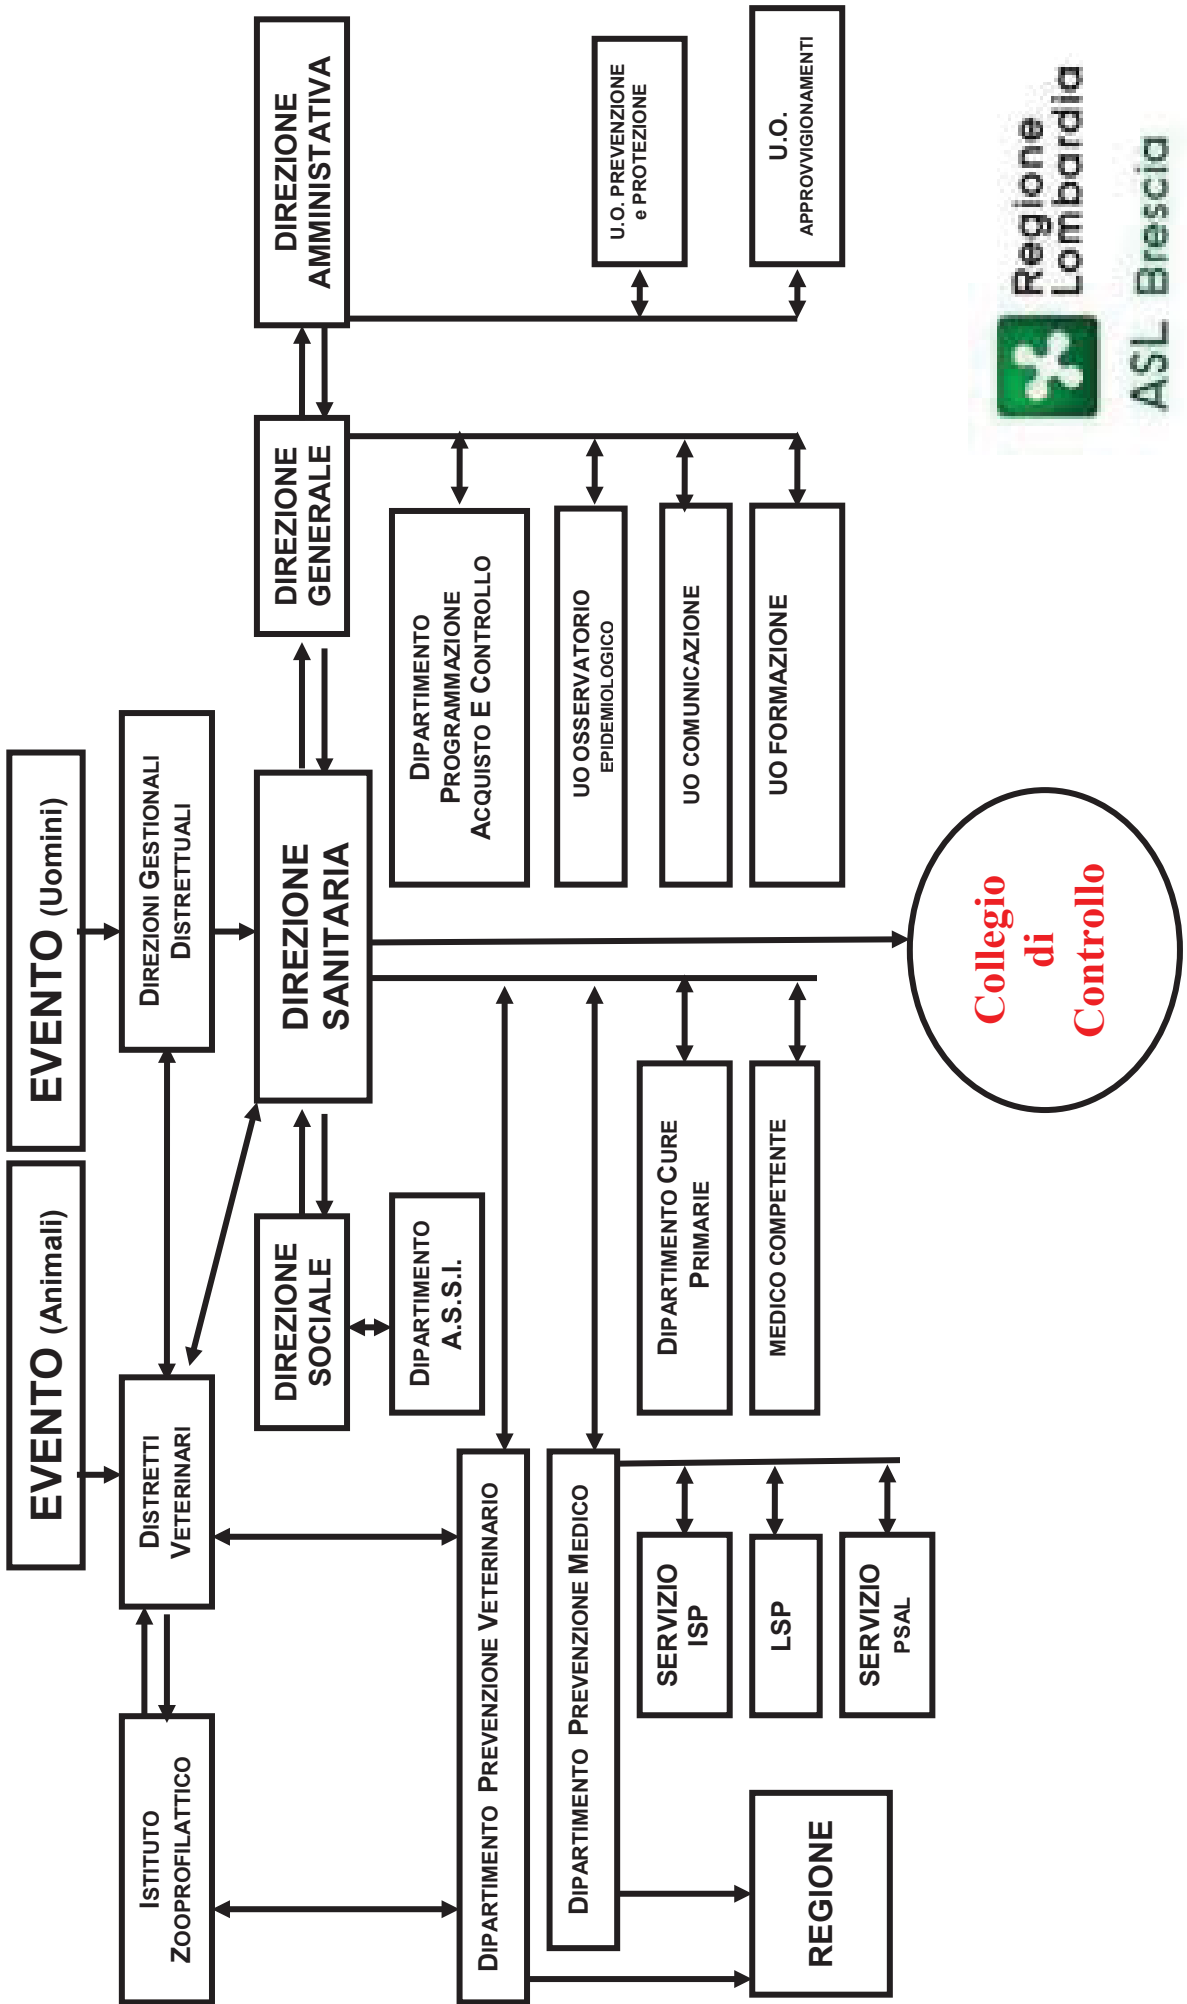 EVENTO (Animali)
EVENTO (Uomini)
ISTITUTO
ZOOPROFILATTICO
DISTRETTI
VETERINARI
DIREZIONI GESTIONALI
DISTRETTUALI
DIREZIONE
SOCIALE
DIREZIONE
SANITARIA
DIREZIONE
GENERALE
DIREZIONE
AMMINISTATIVA
DIPARTIMENTO
A.S.S.I.
DIPARTIMENTO
PROGRAMMAZIONE
ACQUISTO E CONTROLLO
DIPARTIMENTO PREVENZIONE VETERINARIO
DIPARTIMENTO PREVENZIONE MEDICO
UO OSSERVATORIO
EPIDEMIOLOGICO
U.O. PREVENZIONE
e PROTEZIONE
SERVIZIO
ISP
DIPARTIMENTO CURE
PRIMARIE
UO COMUNICAZIONE
REGIONE
LSP
MEDICO COMPETENTE
UO FORMAZIONE
U.O.
APPROVVIGIONAMENTI
SERVIZIO
PSAL
Collegio
di
Controllo
Regione
Lombardia
ASL Brescia